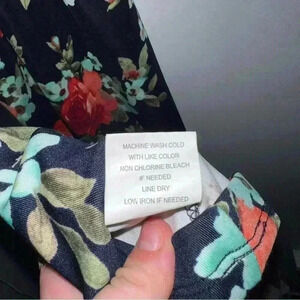 MACHINE WASH COLD
WITH LIKE COLOR
NON CHLORINE BLEACH
IF NEEDED
LINE DRY
LOW IRON IF NEEDED